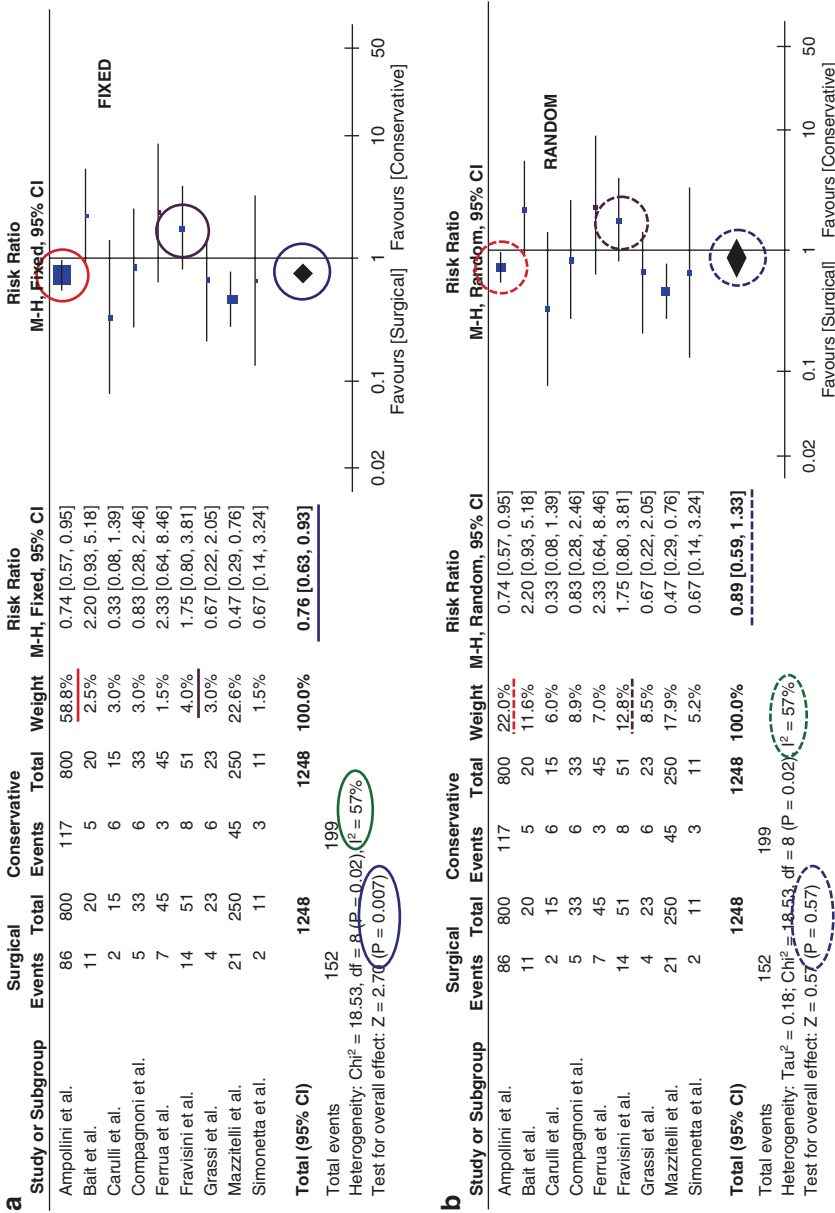 a
Surgical Conservative Risk Ratio Risk Ratio
Study or Subgroup Events Total Events Total Weight M-H, Fixed, 95% CI M-H, Fixed, 95% CI
Ampollini et al. 86 800 117 800 58.8% 0.74 [0.57, 0.95]
Bait et al. 11 20 5 20 2.5% 2.20 [0.93, 5.18]
Carulli et al. 2 15 6 15 3.0% 0.33 [0.08, 1.39]
Compagnoni et al. 5 33 6 33 3.0% 0.83 [0.28, 2.46]
Ferrua et al. 7 45 3 45 1.5% 2.33 [0.64, 8.46]
Fravisini et al. 14 51 8 51 4.0% 1.75 [0.80, 3.81]
Grassi et al. 4 23 6 23 3.0% 0.67 [0.22, 2.05]
Mazzitelli et al. 21 250 45 250 22.6% 0.47 [0.29, 0.76]
Simonetta et al. 2 11 3 11 1.5% 0.67 [0.14, 3.24]
FIXED
Total (95% CI) 1248 1248 100.0% 0.76 [0.63, 0.93]
Total events 152 199
Heterogeneity: Chi² = 18.53, df = 8 (P = 0.02), I² = 57%
Test for overall effect: Z = 2.70 (P = 0.007)
0.02 0.1 1 10 50
Favours [Surgical] Favours [Conservative]
b
Surgical Conservative Risk Ratio Risk Ratio
Study or Subgroup Events Total Events Total Weight M-H, Random, 95% CI M-H, Random, 95% CI
Ampollini et al. 86 800 117 800 22.0% 0.74 [0.57, 0.95]
Bait et al. 11 20 5 20 11.6% 2.20 [0.93, 5.18]
Carulli et al. 2 15 6 15 6.0% 0.33 [0.08, 1.39]
Compagnoni et al. 5 33 6 33 8.9% 0.83 [0.28, 2.46]
Ferrua et al. 7 45 3 45 7.0% 2.33 [0.64, 8.46]
Fravisini et al. 14 51 8 51 12.8% 1.75 [0.80, 3.81]
Grassi et al. 4 23 6 23 8.5% 0.67 [0.22, 2.05]
Mazzitelli et al. 21 250 45 250 17.9% 0.47 [0.29, 0.76]
Simonetta et al. 2 11 3 11 5.2% 0.67 [0.14, 3.24]
RANDOM
Total (95% CI) 1248 1248 100.0% 0.89 [0.59, 1.33]
Total events 152 199
Heterogeneity: Tau² = 0.18; Chi² = 18.53, df = 8 (P = 0.02), I² = 57%
Test for overall effect: Z = 0.57 (P = 0.57)
0.02 0.1 1 10 50
Favours [Surgical] Favours [Conservative]